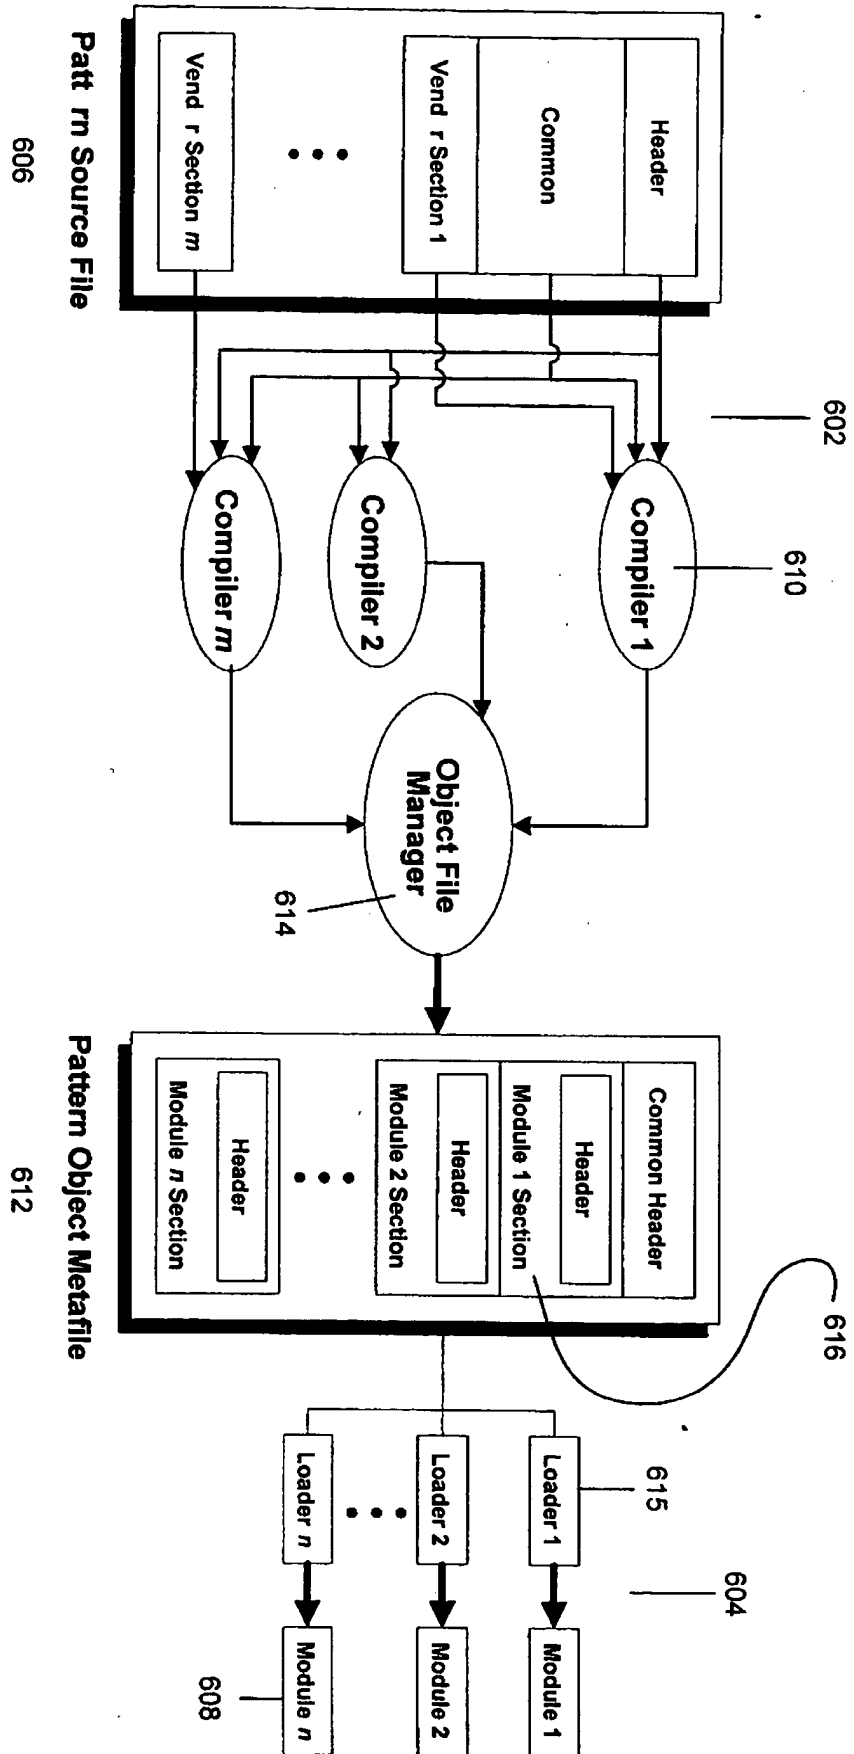 602
610
Header
Common
Vend r Section 1
Vend r Section m
Patt rn Source File
606
Compiler 1
Compiler 2
Compiler m
Object File
Manager
614
Common Header
Header
Module 1 Section
Header
Module 2 Section
Header
Module n Section
Pattern Object Metafile
612
616
615
Loader 1
Loader 2
Loader n
604
Module 1
Module 2
Module n
608